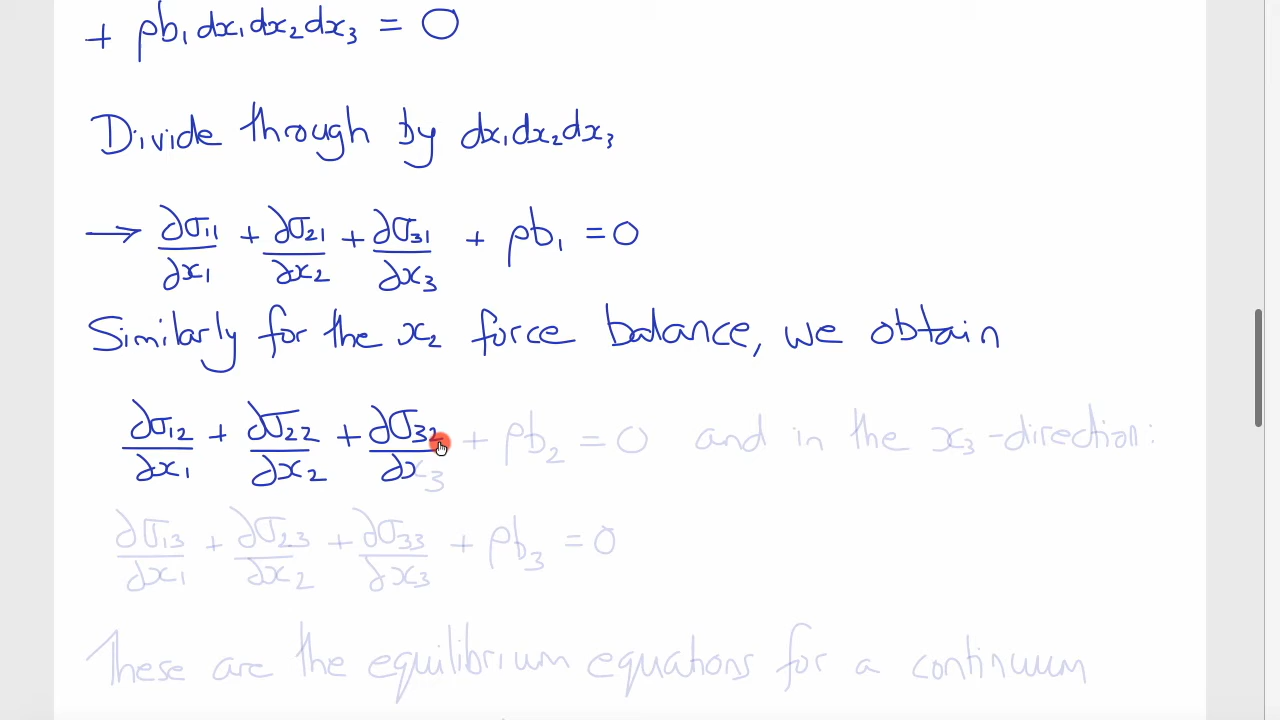 + ρb₁dx₁dx₂dx₃ = 0
Divide through by dx₁dx₂dx₃
→ ∂σ₁₁/∂x₁ + ∂σ₂₁/∂x₂ + ∂σ₃₁/∂x₃ + ρb₁ = 0
Similarly for the x₂ force balance, we obtain
∂σ₁₂/∂x₁ + ∂σ₂₂/∂x₂ + ∂σ₃₂/∂x₃ + ρb₂ = 0 and in the x₃-direction:
∂σ₁₃/∂x₁ + ∂σ₂₃/∂x₂ + ∂σ₃₃/∂x₃ + ρb₃ = 0
These are the equilibrium equations for a continuum